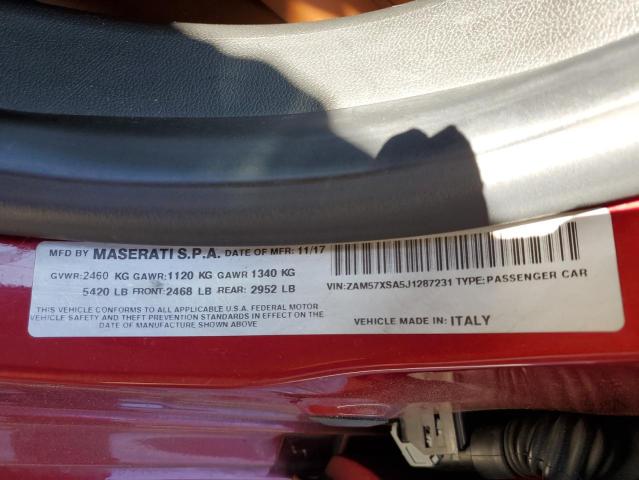 MFD BY MASERATI S.P.A. DATE OF MFR: 11/17
GVWR:2460 KG GAWR:1120 KG GAWR 1340 KG
5420 LB FRONT:2468 LB -REAR: 2952 LB
THIS VEHICLE CONFORMS TO ALL APPLICABLE U.S.A. FEDERAL MOTOR
VEHICLE SAFETY AND THEFT PREVENTION STANDARDS IN EFFECT ON THE
DATE OF MANUFACTURE SHOWN ABOVE
VIN:ZAM57XSA5J1287231 TYPE:PASSENGER CAR
VEHICLE MADE IN: ITALY